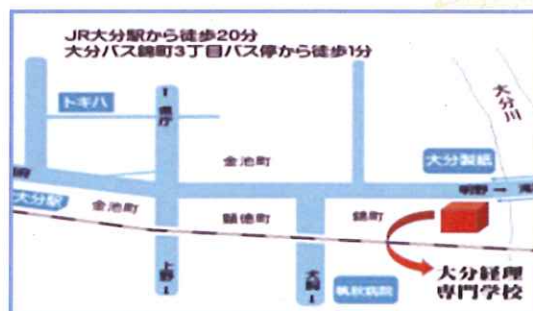 JR大分駅から徒歩20分
大分バス錦町3丁目バス停から徒歩1分
トキハ
←県庁
大分川
金池町
大分製紙
明野→
大分駅
金池町
顕徳町
錦町
上野→
大分経理
専門学校